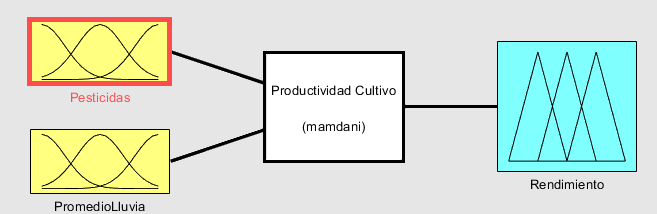 Pesticidas
PromedioLluvia
Productividad Cultivo
(mamdani)
Rendimiento